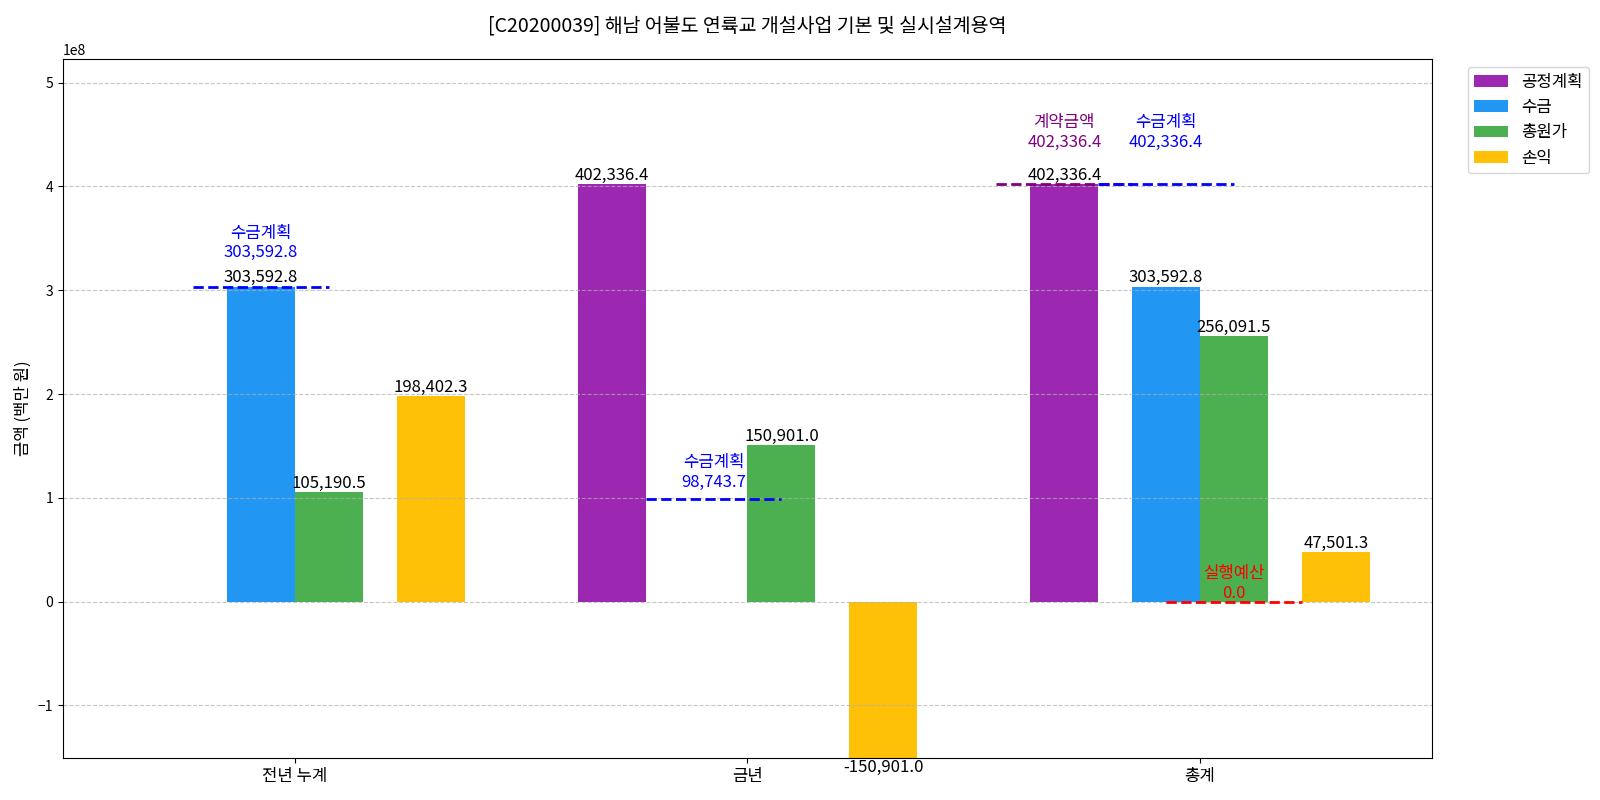 [C20200039] 해남 어불도 연륙교 개설사업 기본 및 실시설계용역
1e8
5
4
3
2
1
0
−1
금액 (백만 원)
수금계획
303,592.8
303,592.8
105,190.5
198,402.3
402,336.4
수금계획
98,743.7
150,901.0
-150,901.0
계약금액
402,336.4
수금계획
402,336.4
402,336.4
303,592.8
256,091.5
실행예산
0.0
47,501.3
전년 누계
금년
총계
공정계획
수금
총원가
손익